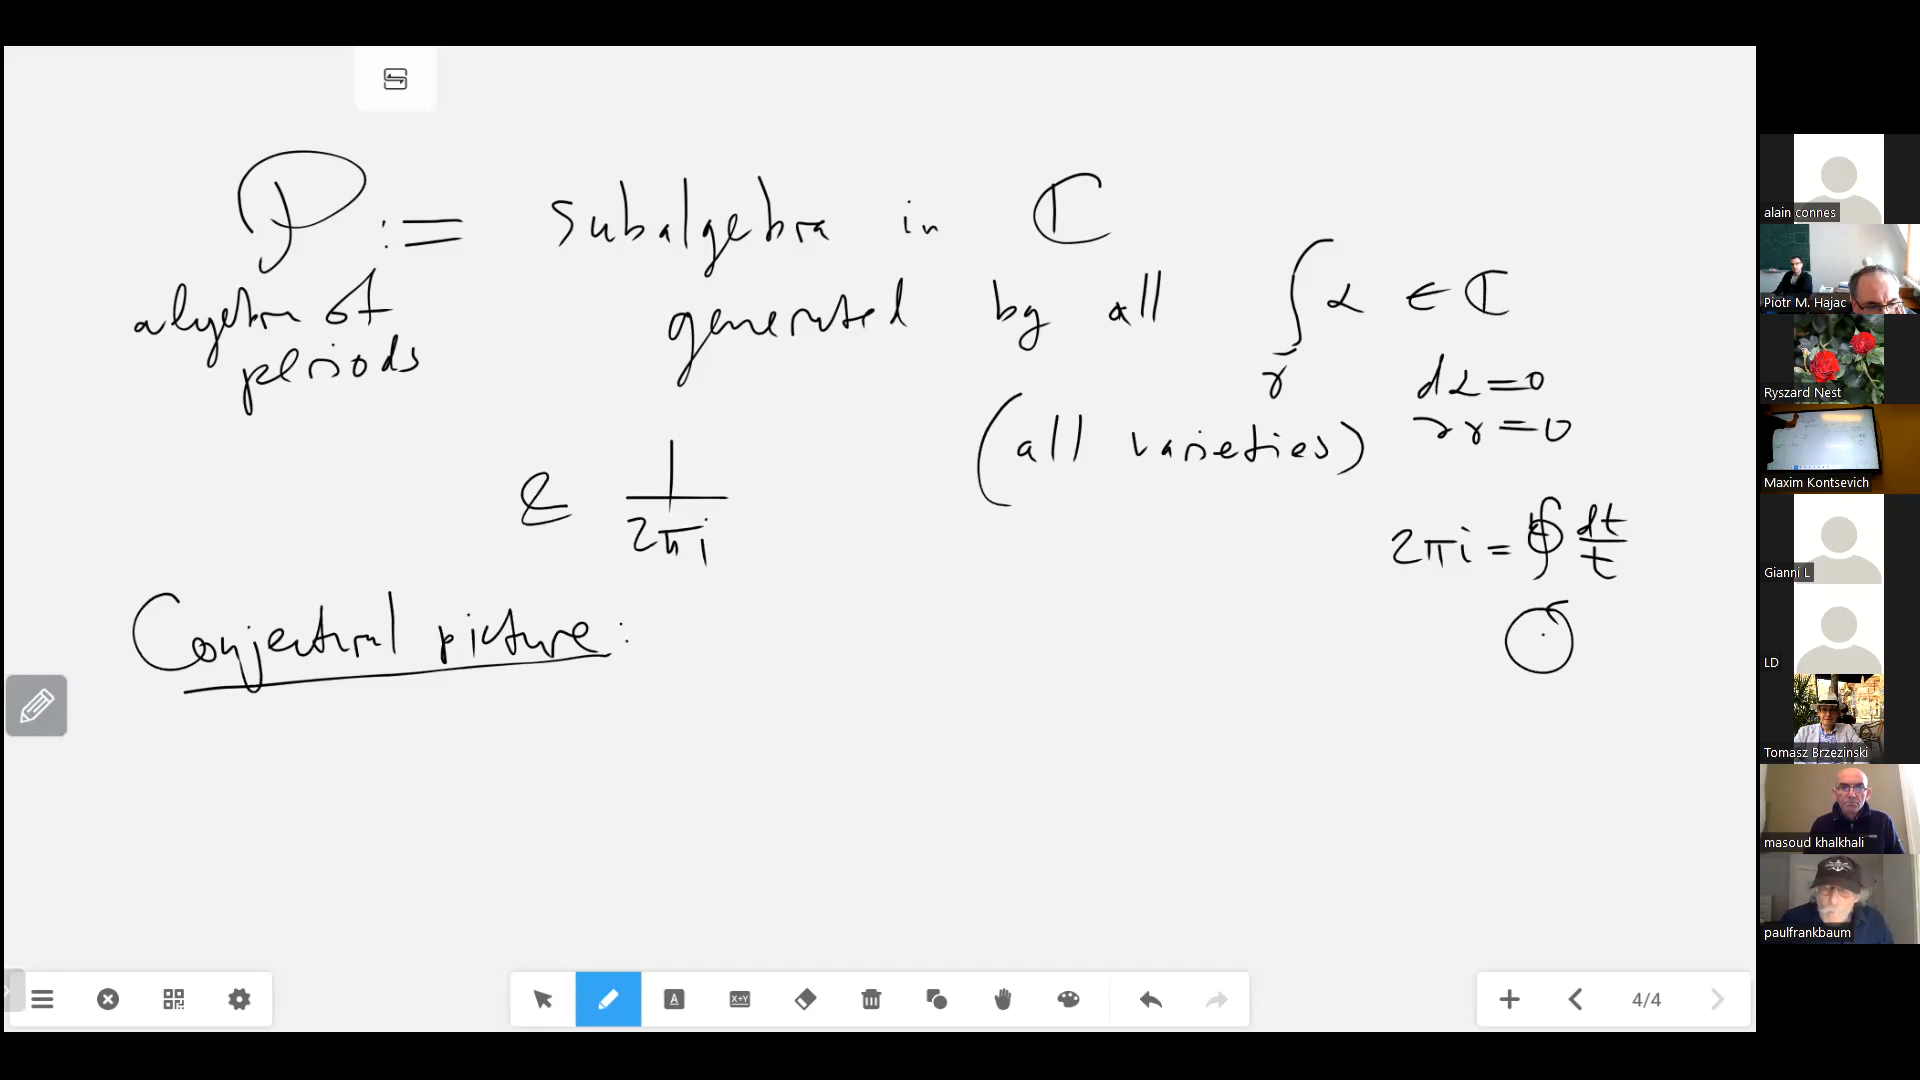 P := subalgebra in ℂ
algebra of periods
generated by all ∫_γ α ∈ ℂ
dα=0
∂γ=0
(all varieties)
& 1/2πi
2πi = ∮ dt/t
Conjectural picture:
4/4
alain connes
Piotr M. Hajac
Ryszard Nest
Maxim Kontsevich
Gianni L
LD
Tomasz Brzezinski
masoud khalkhali
paulfrankbaum
A
X+Y